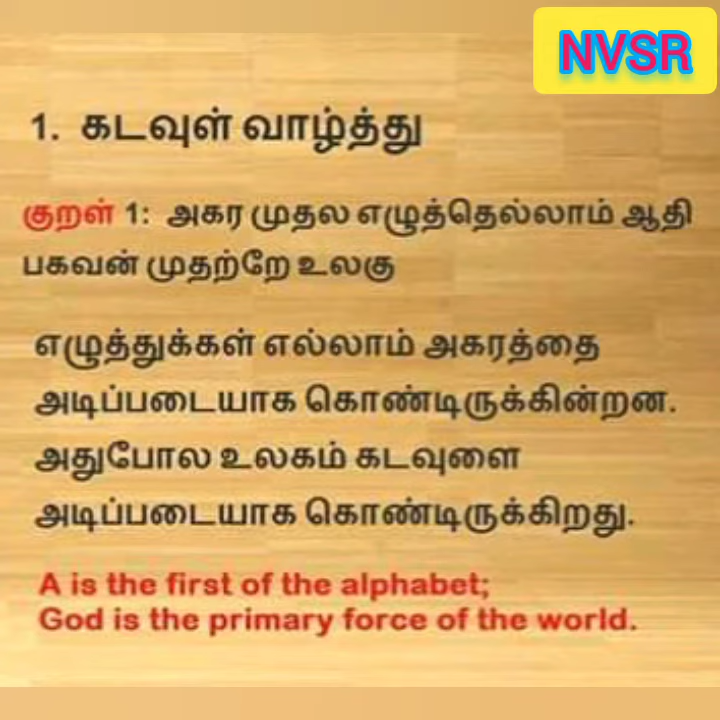 NVSR
1. கடவுள் வாழ்த்து
குறள் 1: அகர முதல எழுத்தெல்லாம் ஆதி
பகவன் முதற்றே உலகு
எழுத்துக்கள் எல்லாம் அகரத்தை
அடிப்படையாக கொண்டிருக்கின்றன.
அதுபோல உலகம் கடவுளை
அடிப்படையாக கொண்டிருக்கிறது.
A is the first of the alphabet;
God is the primary force of the world.